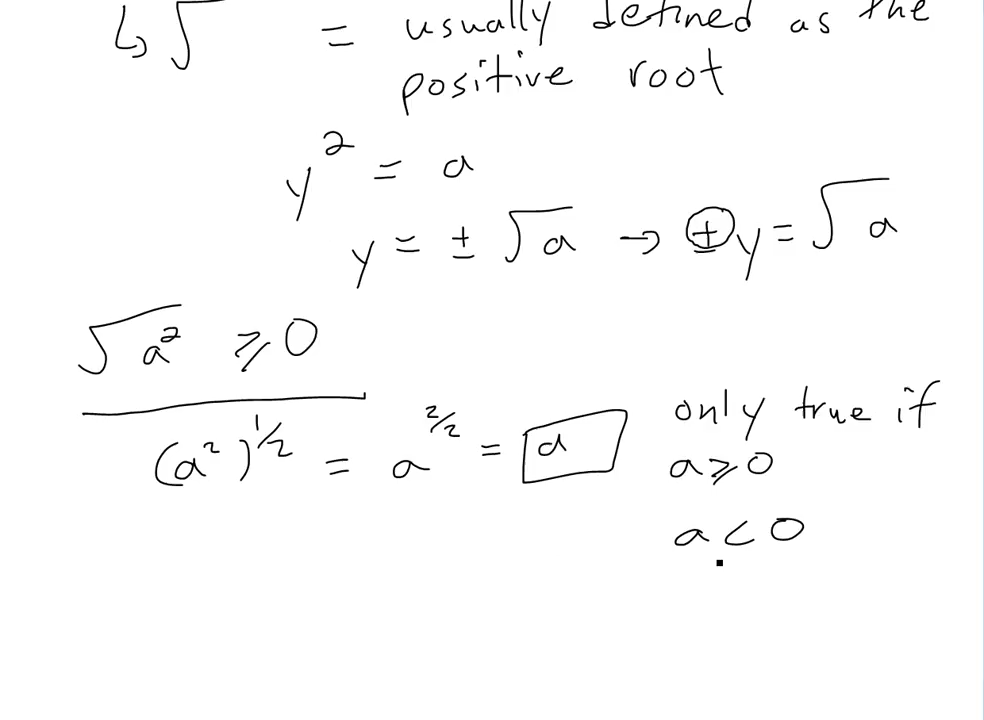 ↳ √ = usually defined as the
positive root
y² = a
y = ± √a → ± y = √a
√a² ⩾ 0
(a²)^1/2 = a^2/2 = a only true if
a ⩾ 0
a < 0